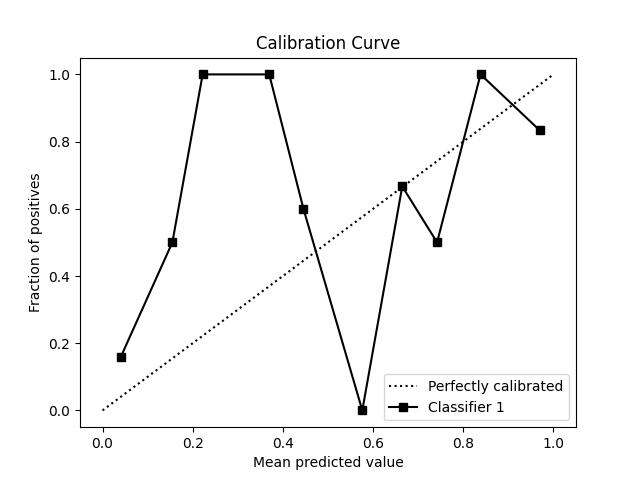 Calibration Curve
Fraction of positives
1.0
0.8
0.6
0.4
0.2
0.0
Perfectly calibrated
Classifier 1
0.0 0.2 0.4 0.6 0.8 1.0
Mean predicted value